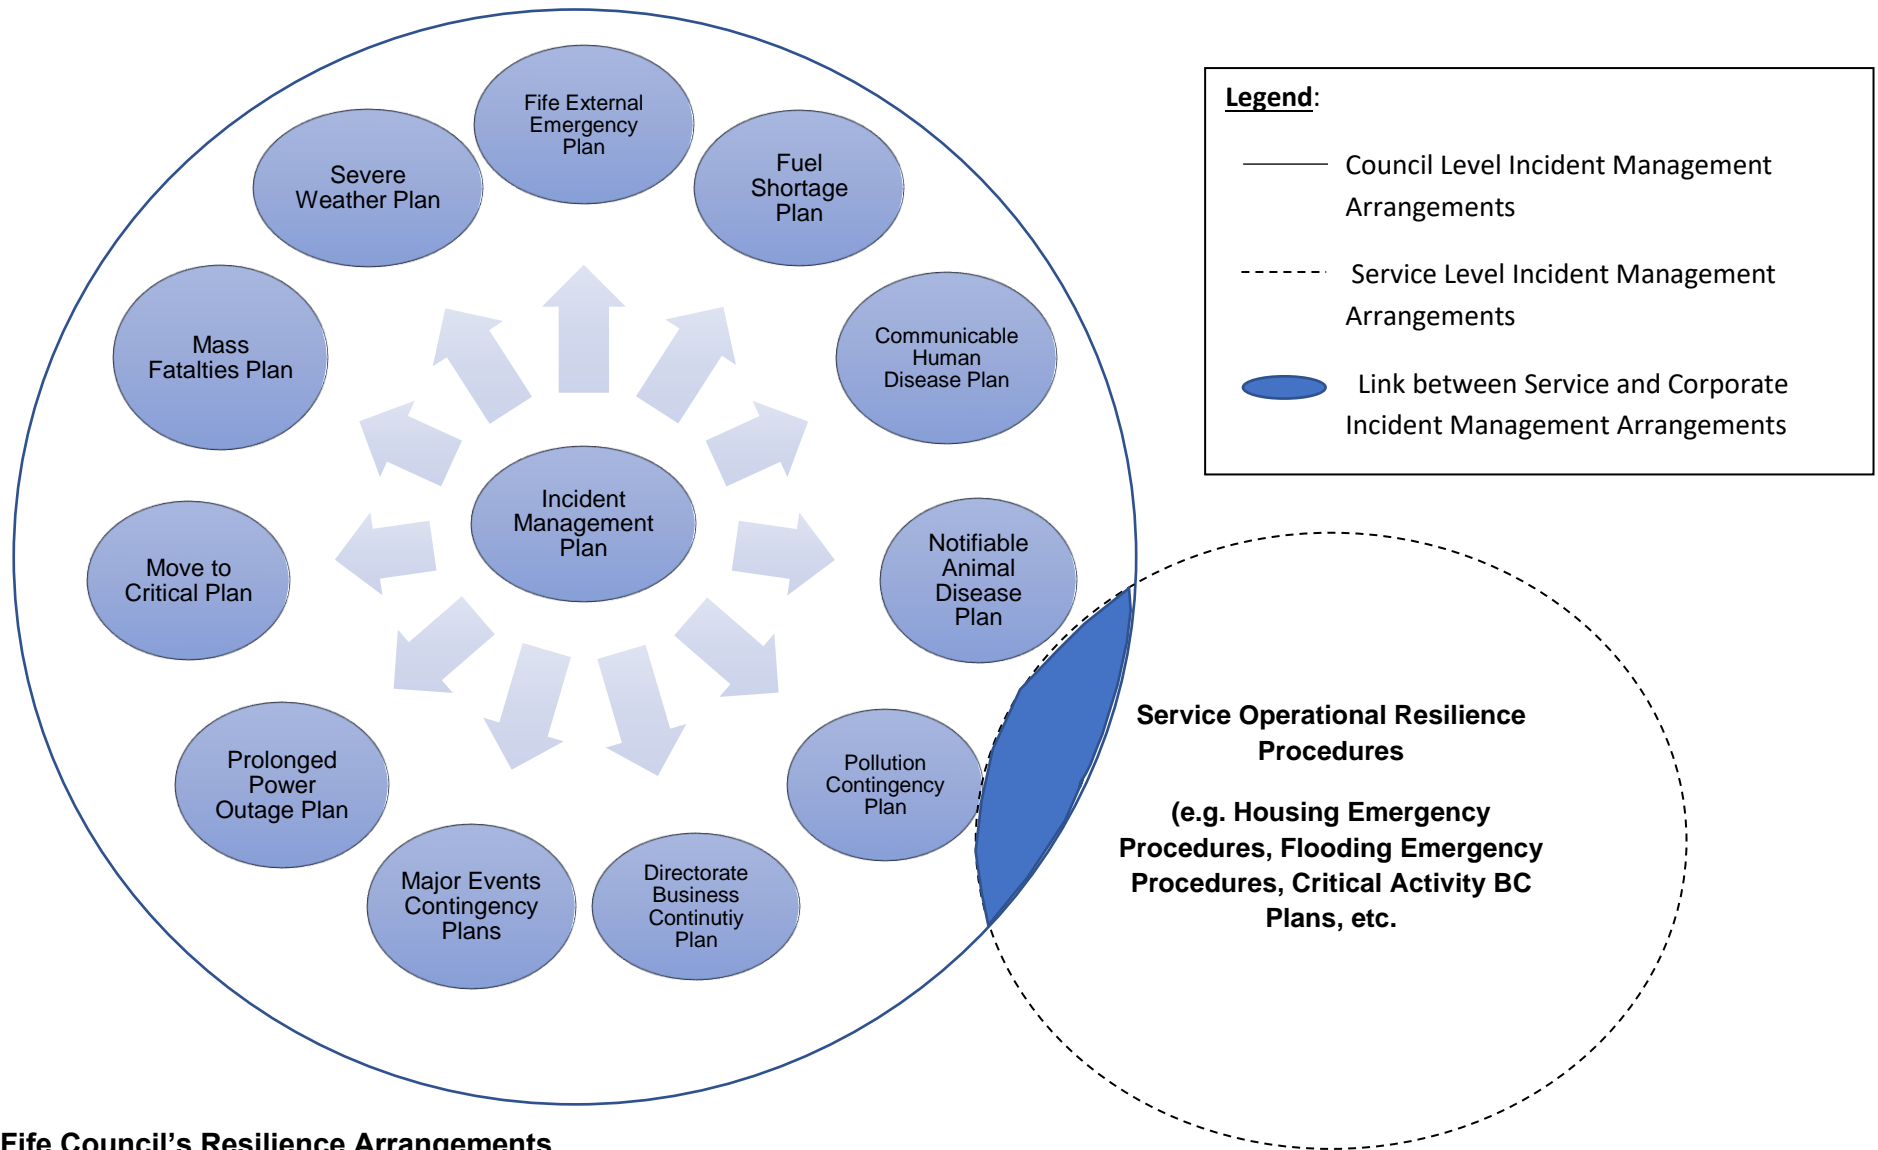 Fife External
Emergency
Plan
Severe
Weather Plan
Fuel
Shortage
Plan
Mass
Fatalties Plan
Communicable
Human
Disease Plan
Incident
Management
Plan
Move to
Critical Plan
Notifiable
Animal
Disease
Plan
Prolonged
Power
Outage Plan
Pollution
Contingency
Plan
Major Events
Contingency
Plans
Directorate
Business
Continutiy
Plan
Legend:
Council Level Incident Management
Arrangements
Service Level Incident Management
Arrangements
Link between Service and Corporate
Incident Management Arrangements
Service Operational Resilience
Procedures
(e.g. Housing Emergency
Procedures, Flooding Emergency
Procedures, Critical Activity BC
Plans, etc.
Fife Council’s Resilience Arrangements